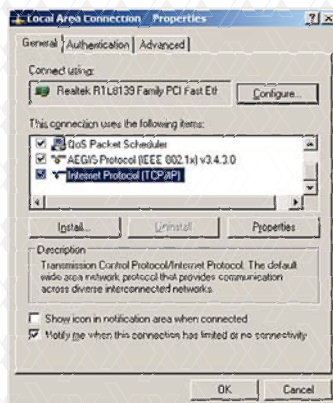 Local Area Connection Properties
General Authentication Advanced
Connect using:
Realtek RTL8139 Family PCI Fast Eth
Configure...
This connection uses the following items:
QoS Packet Scheduler
AEGIS Protocol (IEEE 802.1x) v3.4.3.0
Internet Protocol (TCP/IP)
Install... Uninstall Properties
Description
Transmission Control Protocol/Internet Protocol. The default
wide area network protocol that provides communication
across diverse interconnected networks.
Show icon in notification area when connected
Notify me when this connection has limited or no connectivity
OK Cancel